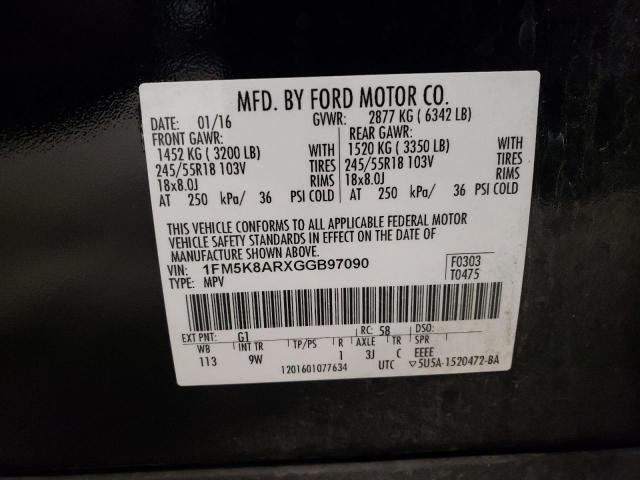 MFD. BY FORD MOTOR CO.
DATE: 01/16 GVWR: 2877 KG ( 6342 LB)
FRONT GAWR: REAR GAWR:
1452 KG ( 3200 LB) 1520 KG ( 3350 LB)
245/55R18 103V TIRES 245/55R18 103V TIRES
18x8.0J RIMS 18x8.0J RIMS
AT 250 kPa/ 36 PSI COLD AT 250 kPa/ 36 PSI COLD
THIS VEHICLE CONFORMS TO ALL APPLICABLE FEDERAL MOTOR
VEHICLE SAFETY STANDARDS IN EFFECT ON THE DATE OF
MANUFACTURE SHOWN ABOVE.
VIN: 1FM5K8ARXGGB97090 F0303
TYPE: MPV T0475
EXT PNT: G1 RC: 58 DSO:
WB INT TR TP/PS R AXLE TR SPR
113 9W 1 3J C EEEE
1201601077634 UTC ▽5U5A-1520472-BA